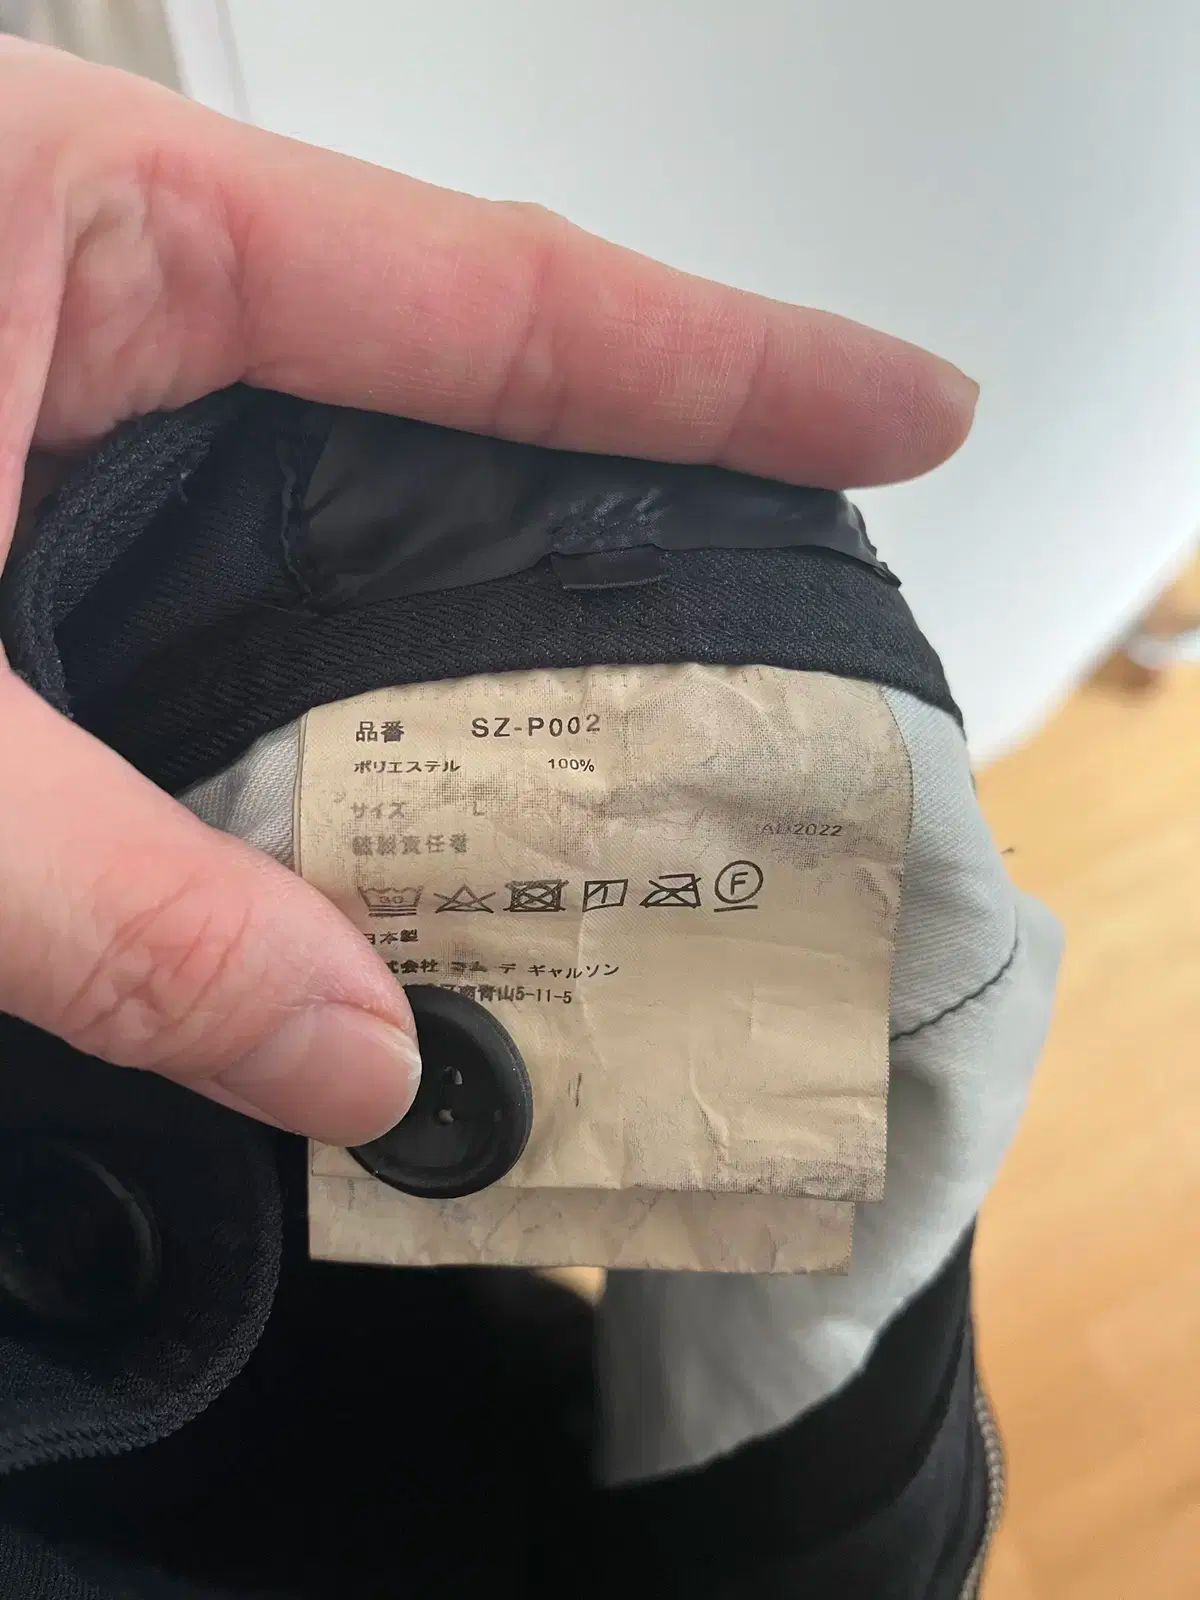 品番 SZ-P002
ポリエステル 100%
サイズ L
AD2022
縫製責任者
30 F
日本製
式会社 コム デ ギャルソン
南青山5-11-5